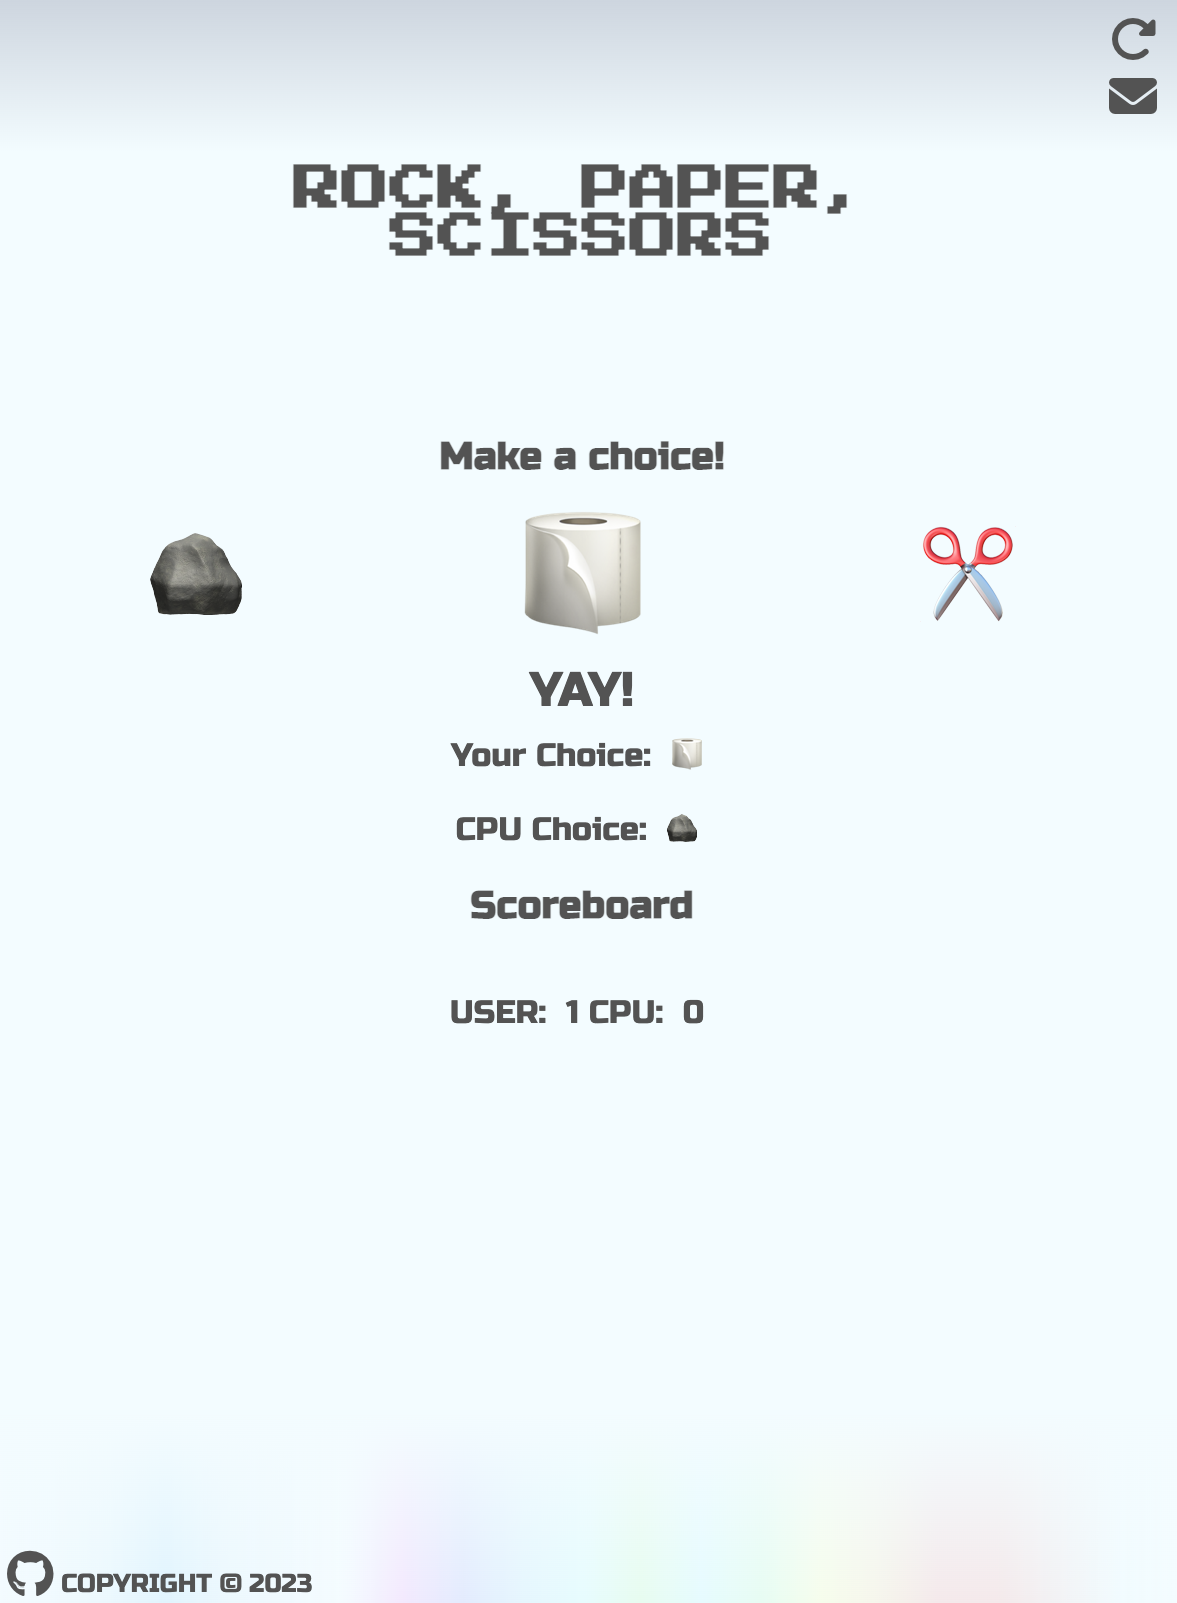 ROCK, PAPER,
SCISSORS
Make a choice!
YAY!
Your Choice:
CPU Choice:
Scoreboard
USER: 1 CPU: 0
COPYRIGHT © 2023